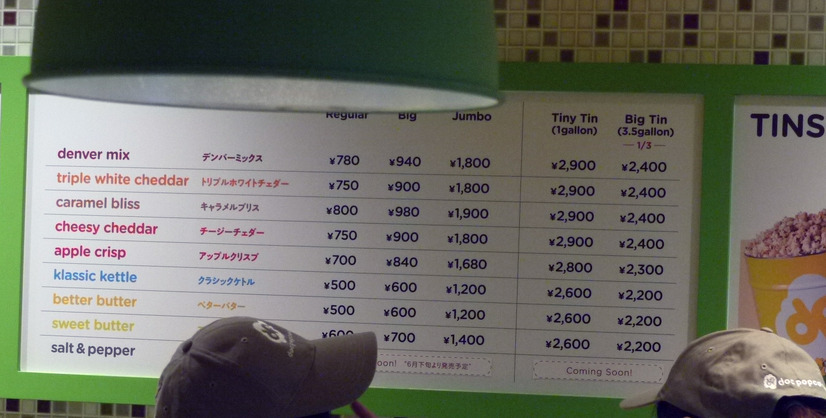 Regular Big Jumbo Tiny Tin (1gallon) Big Tin (3.5gallon)
1/3
denver mix デンバーミックス ¥780 ¥940 ¥1,800 ¥2,900 ¥2,400
triple white cheddar トリプルホワイトチェダー ¥750 ¥900 ¥1,800 ¥2,900 ¥2,400
caramel bliss キャラメルブリス ¥800 ¥980 ¥1,900 ¥2,900 ¥2,400
cheesy cheddar チージーチェダー ¥750 ¥900 ¥1,800 ¥2,900 ¥2,400
apple crisp アップルクリスプ ¥700 ¥840 ¥1,680 ¥2,800 ¥2,300
klassic kettle クラシックケトル ¥500 ¥600 ¥1,200 ¥2,600 ¥2,200
better butter ベターバター ¥500 ¥600 ¥1,200 ¥2,600 ¥2,200
sweet butter ¥600 ¥700 ¥1,400 ¥2,600 ¥2,200
salt & pepper oon! "6月下旬より発売予定" Coming Soon!
TINS